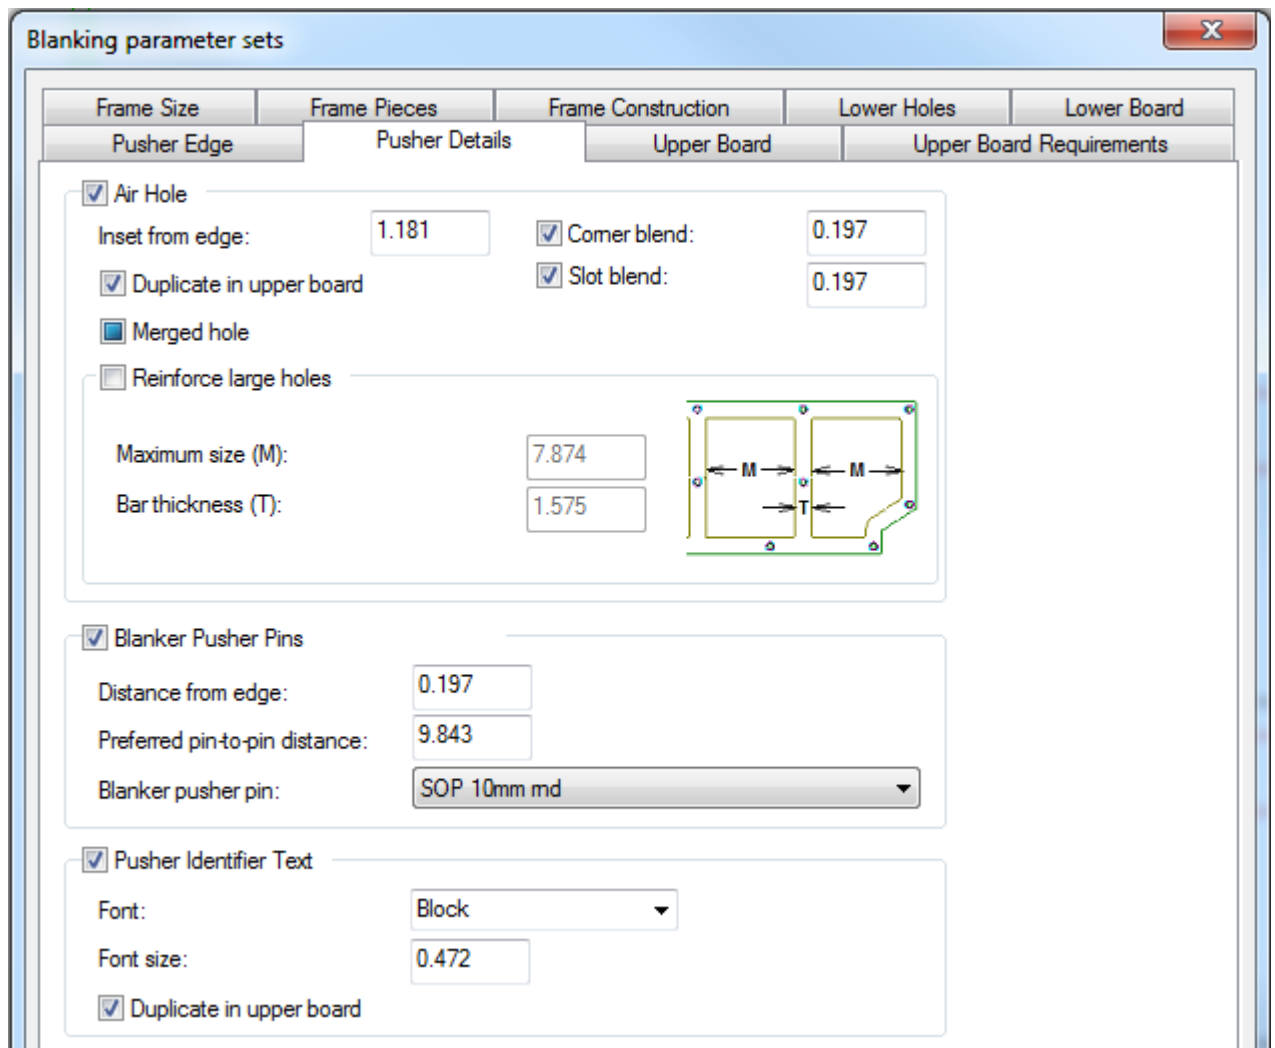 Blanking parameter sets
X
Frame Size Frame Pieces Frame Construction Lower Holes Lower Board
Pusher Edge Pusher Details Upper Board Upper Board Requirements
Air Hole
Inset from edge: 1.181 Corner blend: 0.197
Duplicate in upper board Slot blend: 0.197
Merged hole
Reinforce large holes
Maximum size (M): 7.874
M M
Bar thickness (T): 1.575
T
Blanker Pusher Pins
Distance from edge: 0.197
Preferred pin-to-pin distance: 9.843
Blanker pusher pin: SOP 10mm rnd
Pusher Identifier Text
Font: Block
Font size: 0.472
Duplicate in upper board